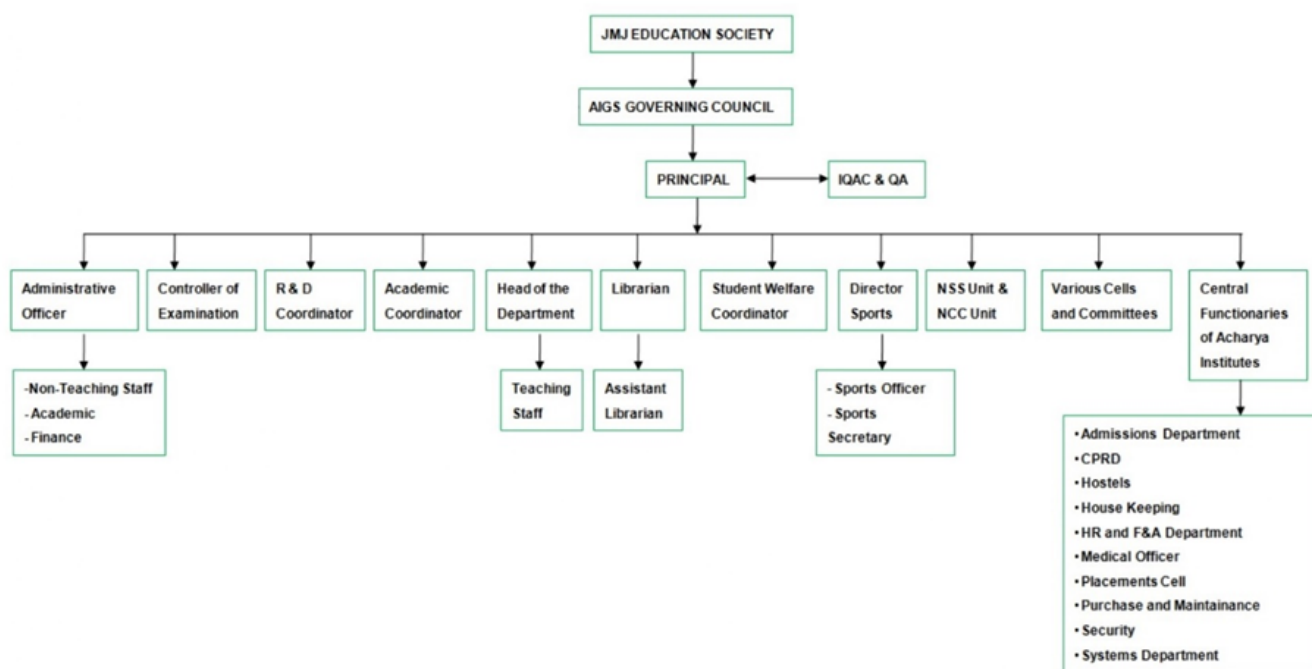 JMJ EDUCATION SOCIETY
AIGS GOVERNING COUNCIL
PRINCIPAL
IQAC & QA
Administrative
Officer
Controller of
Examination
R & D
Coordinator
Academic
Coordinator
Head of the
Department
Librarian
Student Welfare
Coordinator
Director
Sports
NSS Unit &
NCC Unit
Various Cells
and Committees
Central
Functionaries
of Acharya
Institutes
-Non-Teaching Staff
- Academic
- Finance
Teaching
Staff
Assistant
Librarian
- Sports Officer
- Sports
Secretary
•Admissions Department
•CPRD
•Hostels
•House Keeping
•HR and F&A Department
•Medical Officer
•Placements Cell
•Purchase and Maintainance
•Security
•Systems Department